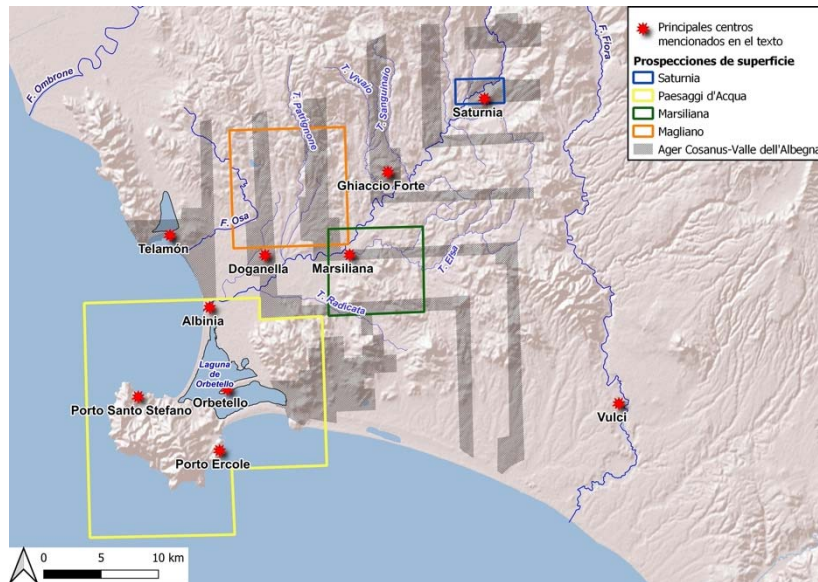 Principales centros
mencionados en el texto
Prospecciones de superficie
Saturnia
Paesaggi d'Acqua
Marsiliana
Magliano
Ager Cosanus-Valle dell'Albegna
F. Ombrone
F. Fiora
T. Vivaio
T. Sanguinaio
T. Patrignone
Saturnia
Ghiaccio Forte
F. Osa
Telamón
Doganella
Marsiliana
T. Elsa
T. Radicata
Albinia
Laguna
de
Orbetello
Orbetello
Porto Santo Stefano
Vulci
Porto Ercole
0 5 10 km